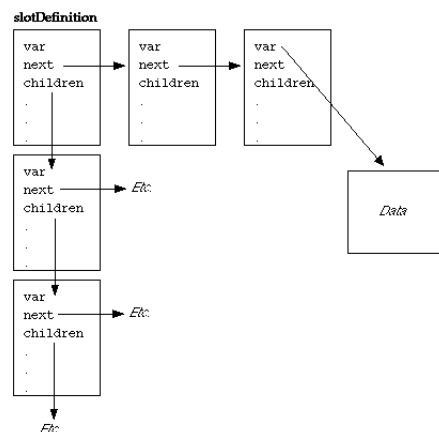 slotDefinition
var
next
children
.
.
.
var
next
children
.
.
.
var
next
children
.
.
.
var
next
children
.
.
.
Etc.
Data
var
next
children
.
.
.
Etc.
Etc.